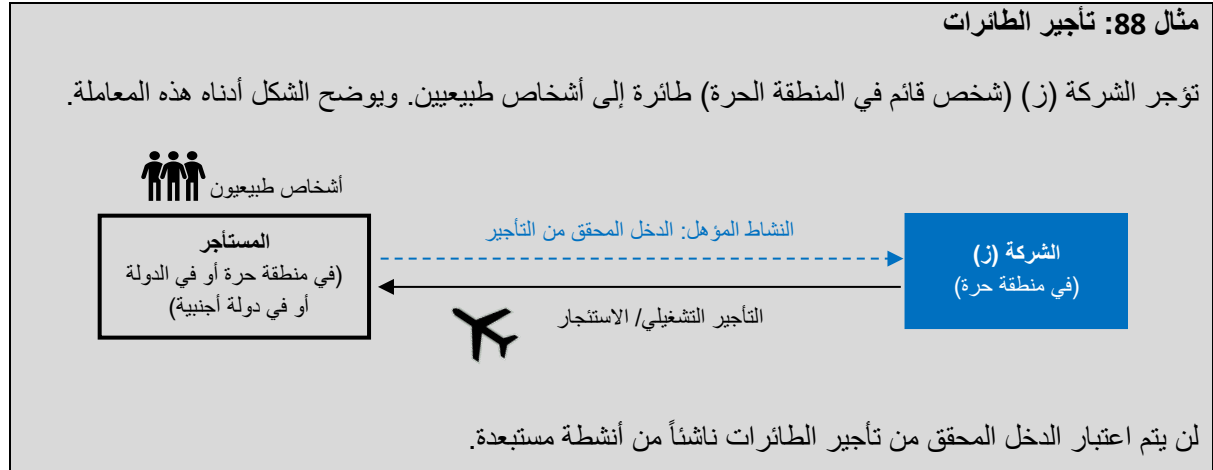 مثال 88: تأجير الطائرات
تؤجر الشركة (ز) (شخص قائم في المنطقة الحرة) طائرة إلى أشخاص طبيعيين. ويوضح الشكل أدناه هذه المعاملة.
أشخاص طبيعيون
الشركة (ز)
(في منطقة حرة)
النشاط المؤهل: الدخل المحقق من التأجير
التأجير التشغيلي/ الاستئجار
المستأجر
(في منطقة حرة أو في الدولة
أو في دولة أجنبية)
لن يتم اعتبار الدخل المحقق من تأجير الطائرات ناشئاً من أنشطة مستبعدة.